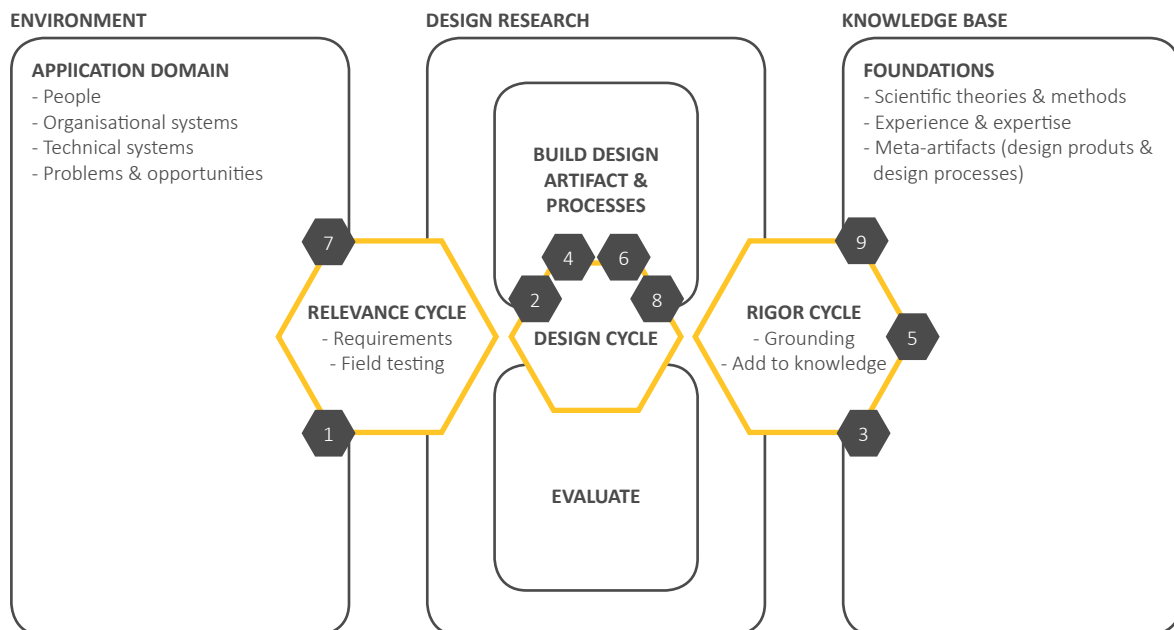 ENVIRONMENT
APPlICATION DOMAIN
- People
- Organisational systems
- Technical systems
- Problems & opportunities
DESIGN RESEARCH
BUILD DESIGN
ARTIFACT &
PROCESSES
KNOWLEDGE BASE
FOUNDATIONS
- Scientific theories & methods
- Experience & expertise
- Meta-artifacts (design produts &
design processes)
7
RELEVANCE CYCLE
- Requirements
- Field testing
1
4
6
2
8
DESIGN CYCLE
9
RIGOR CYCLE
- Grounding
- Add to knowledge
5
3
EVALUATE